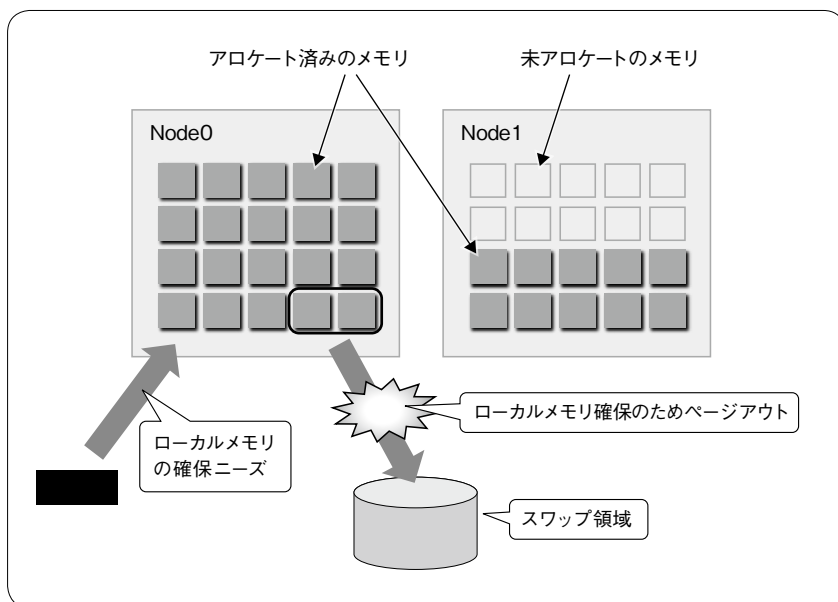 アロケート済みのメモリ
未アロケートのメモリ
Node0
Node1
ローカルメモリ確保のためページアウト
ローカルメモリ
の確保ニーズ
スワップ領域